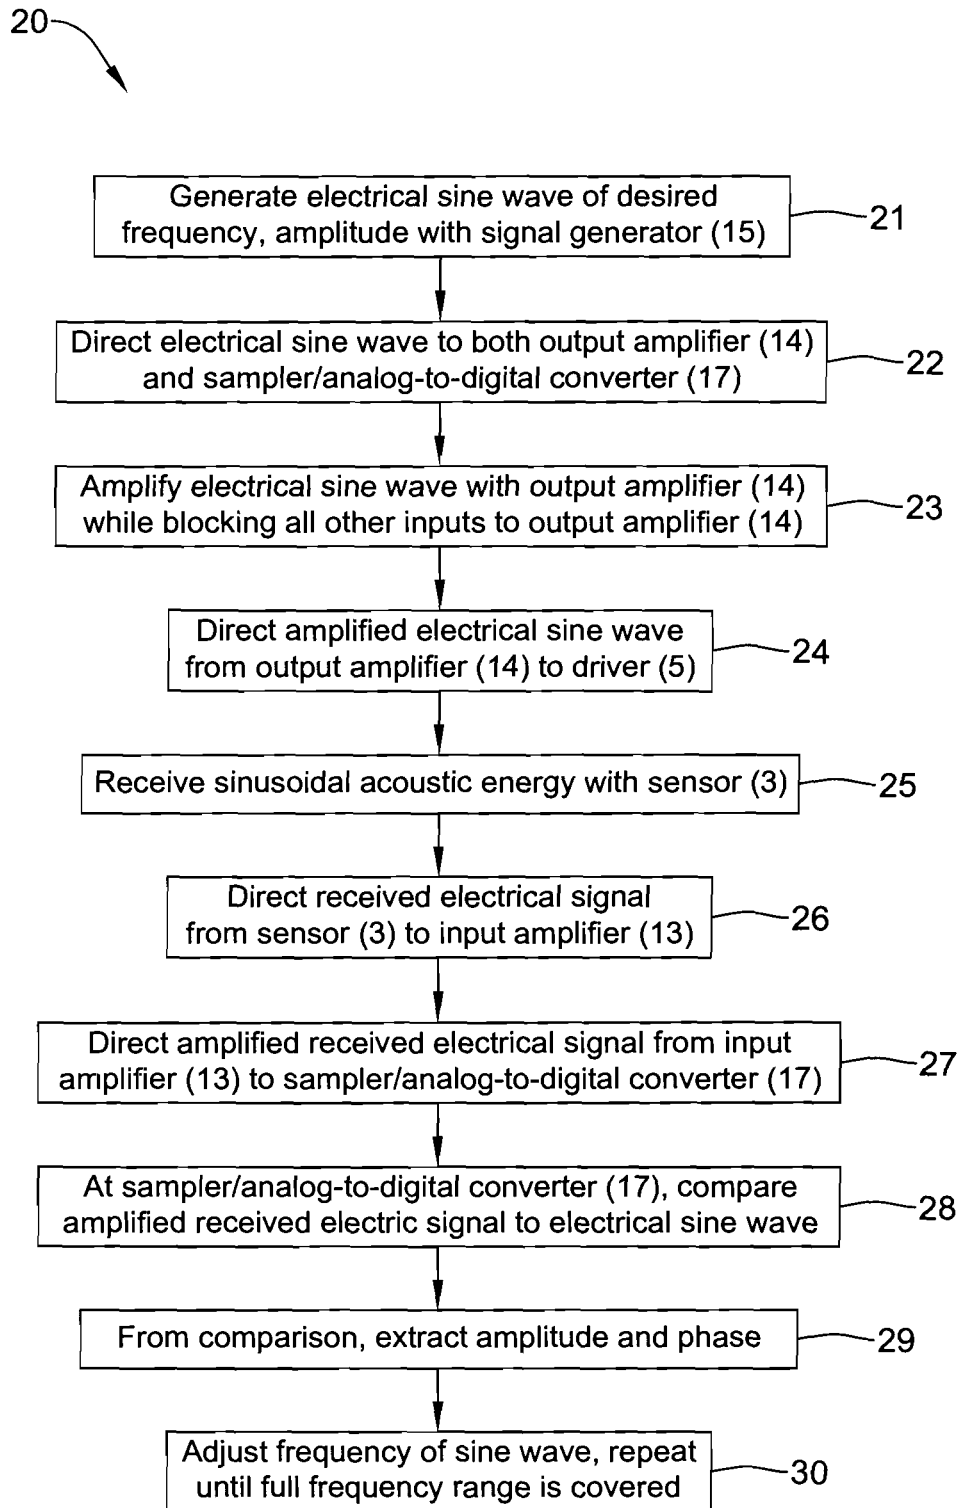 20
Generate electrical sine wave of desired
frequency, amplitude with signal generator (15)
21
Direct electrical sine wave to both output amplifier (14)
and sampler/analog-to-digital converter (17)
22
Amplify electrical sine wave with output amplifier (14)
while blocking all other inputs to output amplifier (14)
23
Direct amplified electrical sine wave
from output amplifier (14) to driver (5)
24
Receive sinusoidal acoustic energy with sensor (3)
25
Direct received electrical signal
from sensor (3) to input amplifier (13)
26
Direct amplified received electrical signal from input
amplifier (13) to sampler/analog-to-digital converter (17)
27
At sampler/analog-to-digital converter (17), compare
amplified received electric signal to electrical sine wave
28
From comparison, extract amplitude and phase
29
Adjust frequency of sine wave, repeat
until full frequency range is covered
30